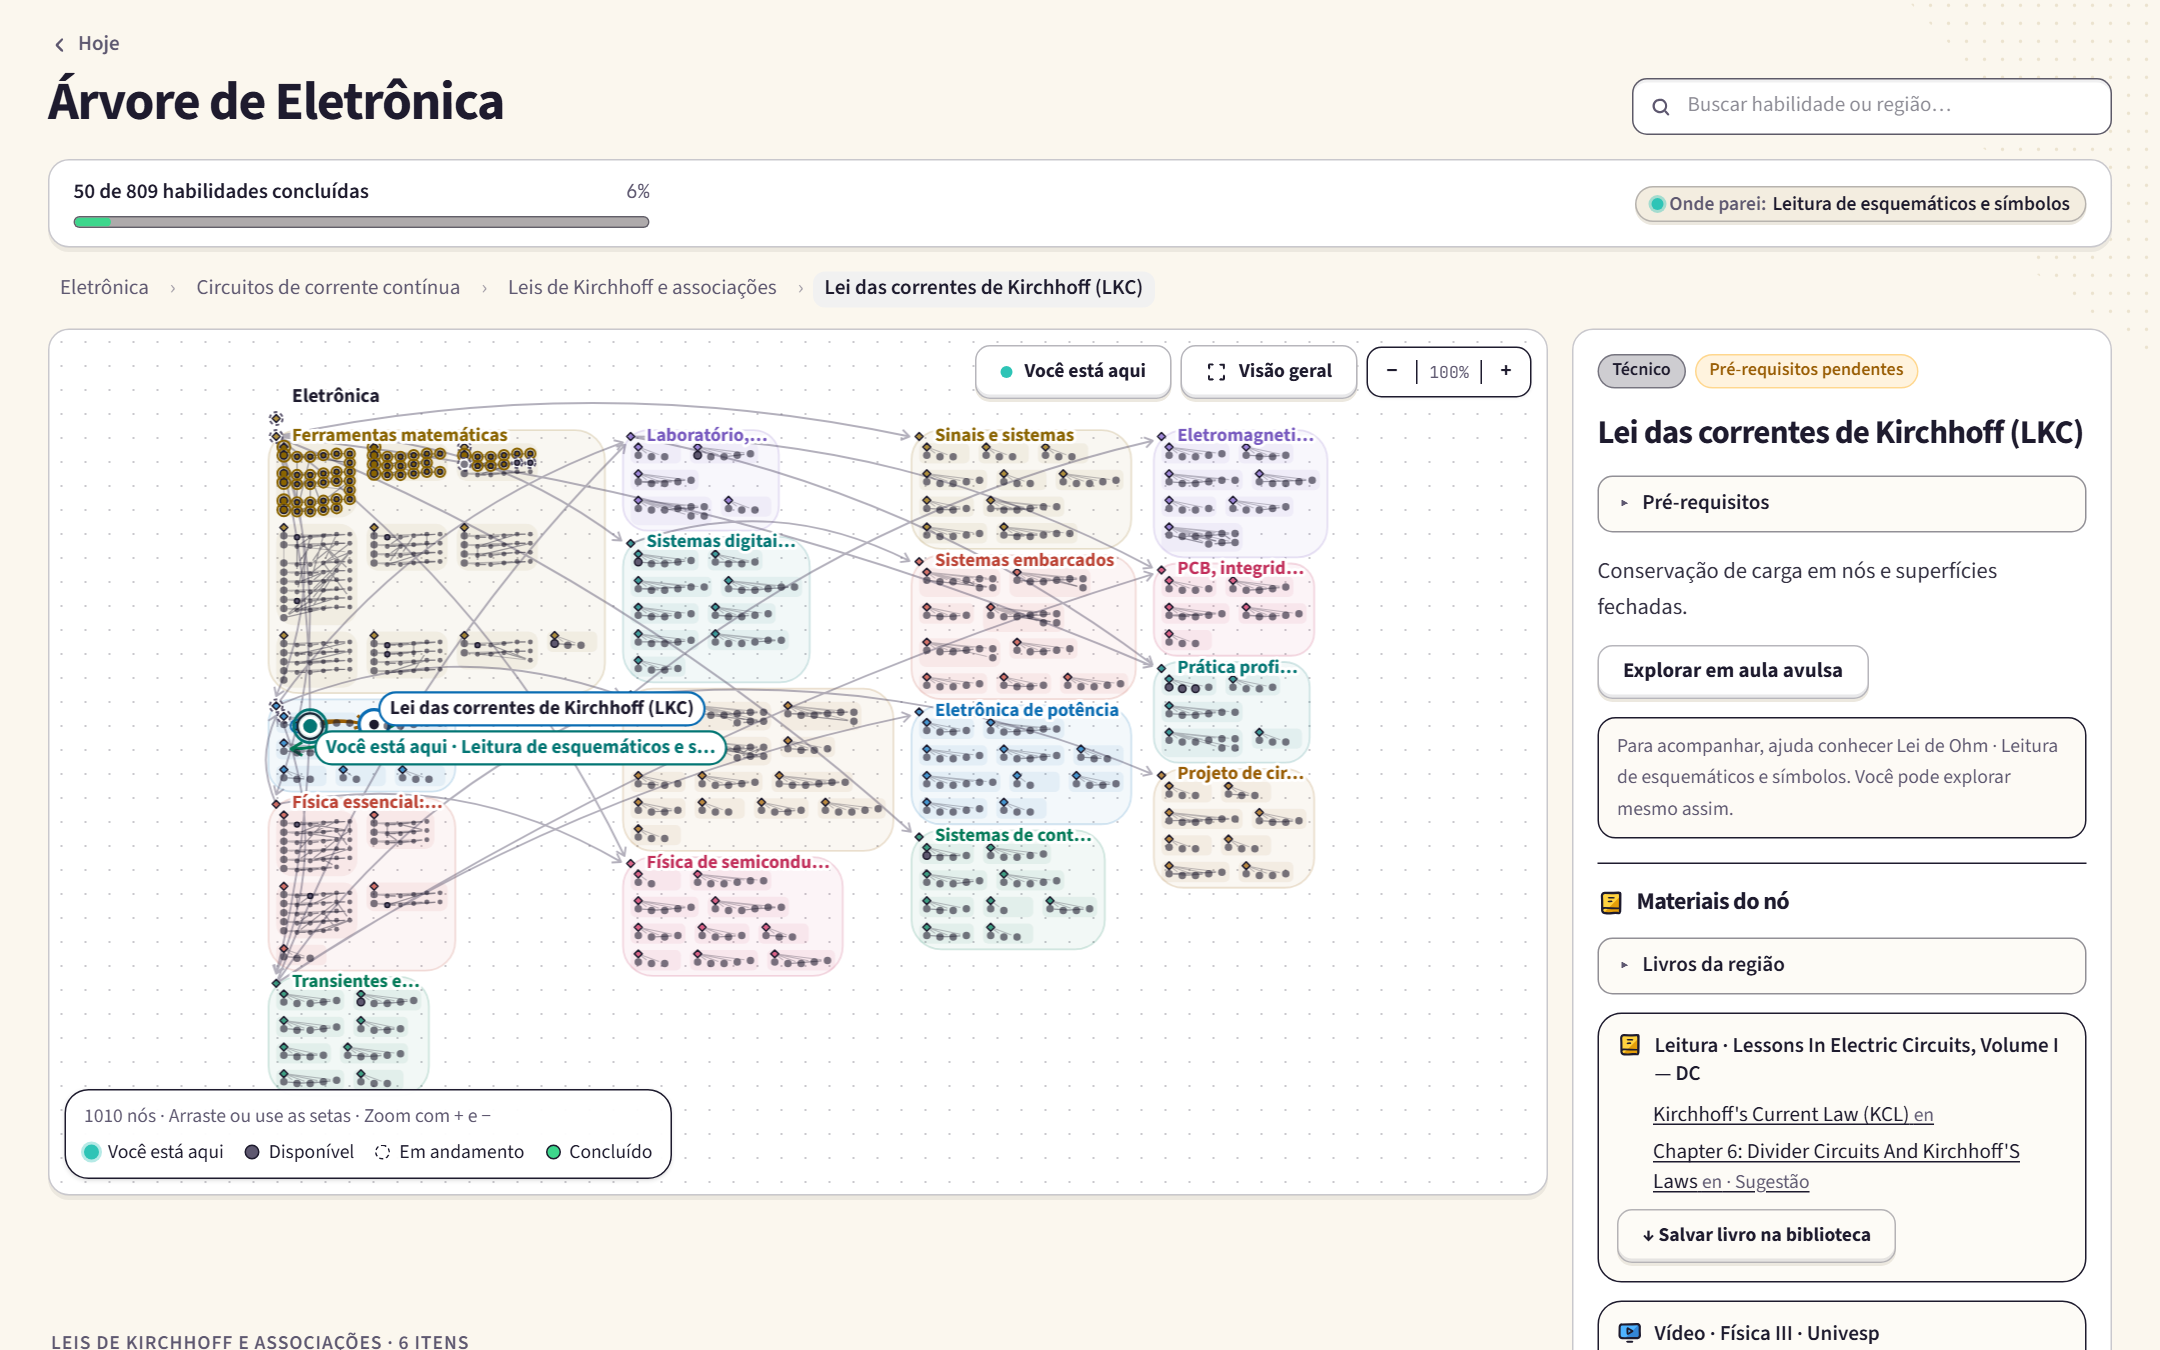 Hoje
Árvore de Eletrônica
Buscar habilidade ou região…
50 de 809 habilidades concluídas
6%
Onde parei: Leitura de esquemáticos e símbolos
Eletrônica › Circuitos de corrente contínua › Leis de Kirchhoff e associações › Lei das correntes de Kirchhoff (LKC)
Você está aqui
Visão geral
− 100% +
Eletrônica
Ferramentas matemáticas
Laboratório,…
Sinais e sistemas
Eletromagneti…
Sistemas digitai…
Sistemas embarcados
PCB, integrid…
Prática profi…
Lei das correntes de Kirchhoff (LKC)
Eletrônica de potência
Você está aqui · Leitura de esquemáticos e s…
Projeto de cir…
Física essencial:…
Sistemas de cont…
Física de semicondu…
Transientes e…
1010 nós · Arraste ou use as setas · Zoom com + e −
Você está aqui
Disponível
Em andamento
Concluído
LEIS DE KIRCHHOFF E ASSOCIAÇÕES · 6 ITENS
Técnico
Pré-requisitos pendentes
Lei das correntes de Kirchhoff (LKC)
Pré-requisitos
Conservação de carga em nós e superfícies
fechadas.
Explorar em aula avulsa
Para acompanhar, ajuda conhecer Lei de Ohm · Leitura
de esquemáticos e símbolos. Você pode explorar
mesmo assim.
Materiais do nó
Livros da região
Leitura · Lessons In Electric Circuits, Volume I
— DC
Kirchhoff's Current Law (KCL) en
Chapter 6: Divider Circuits And Kirchhoff'S
Laws en · Sugestão
↓ Salvar livro na biblioteca
Vídeo · Física III · Univesp